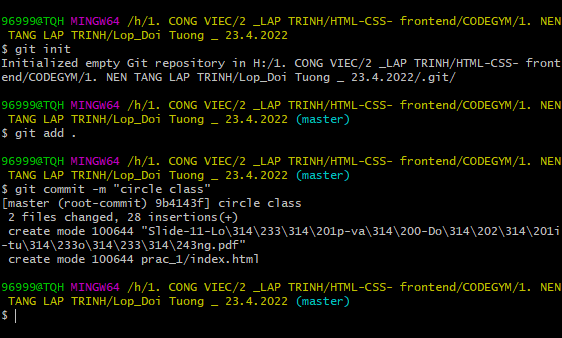 96999@TQH MINGW64 /h/1. CONG VIEC/2 _LAP TRINH/HTML-CSS- frontend/CODEGYM/1. NEN
 TANG LAP TRINH/Lop_Doi Tuong _ 23.4.2022
$ git init
Initialized empty Git repository in H:/1. CONG VIEC/2 _LAP TRINH/HTML-CSS- front
end/CODEGYM/1. NEN TANG LAP TRINH/Lop_Doi Tuong _ 23.4.2022/.git/
96999@TQH MINGW64 /h/1. CONG VIEC/2 _LAP TRINH/HTML-CSS- frontend/CODEGYM/1. NEN
 TANG LAP TRINH/Lop_Doi Tuong _ 23.4.2022 (master)
$ git add .
96999@TQH MINGW64 /h/1. CONG VIEC/2 _LAP TRINH/HTML-CSS- frontend/CODEGYM/1. NEN
 TANG LAP TRINH/Lop_Doi Tuong _ 23.4.2022 (master)
$ git commit -m "circle class"
[master (root-commit) 9b4143f] circle class
 2 files changed, 28 insertions(+)
 create mode 100644 "Slide-11-Lo\314\233\314\201p-va\314\200-Do\314\202\314\201i
-tu\314\233o\314\233\314\243ng.pdf"
 create mode 100644 prac_1/index.html
96999@TQH MINGW64 /h/1. CONG VIEC/2 _LAP TRINH/HTML-CSS- frontend/CODEGYM/1. NEN
 TANG LAP TRINH/Lop_Doi Tuong _ 23.4.2022 (master)
$